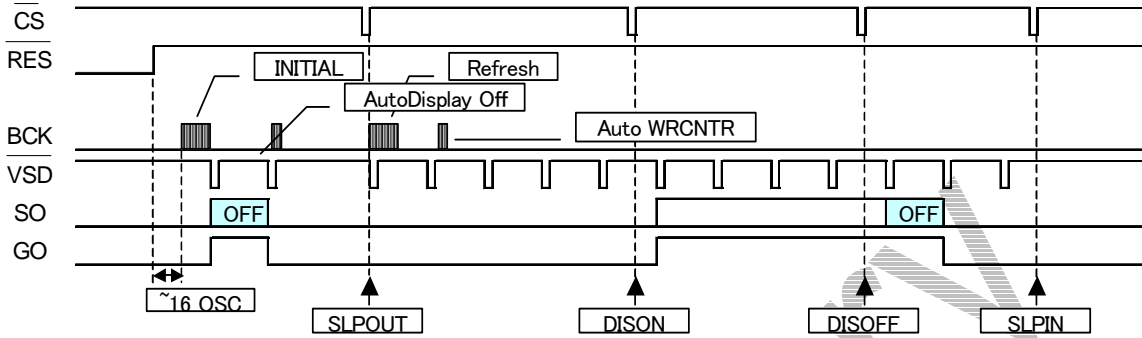 CS
RES
INITIAL
Refresh
AutoDisplay Off
BCK
Auto WRCNTR
VSD
SO
OFF
OFF
GO
~16 OSC
SLPOUT
DISON
DISOFF
SLPIN